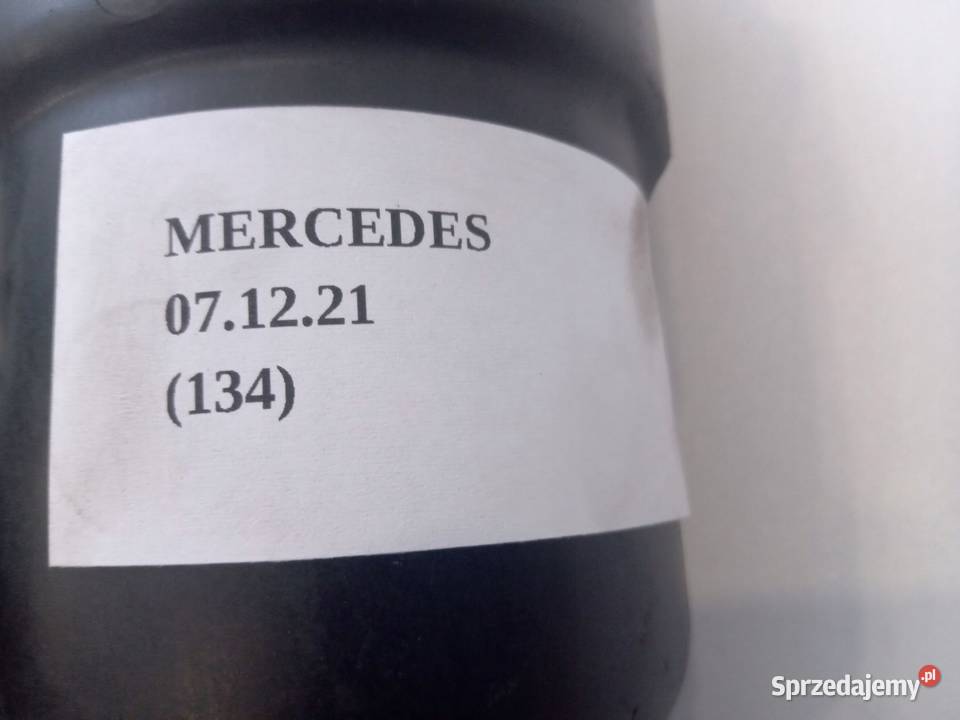 MERCEDES
07.12.21
(134)
Sprzedajemy.pl